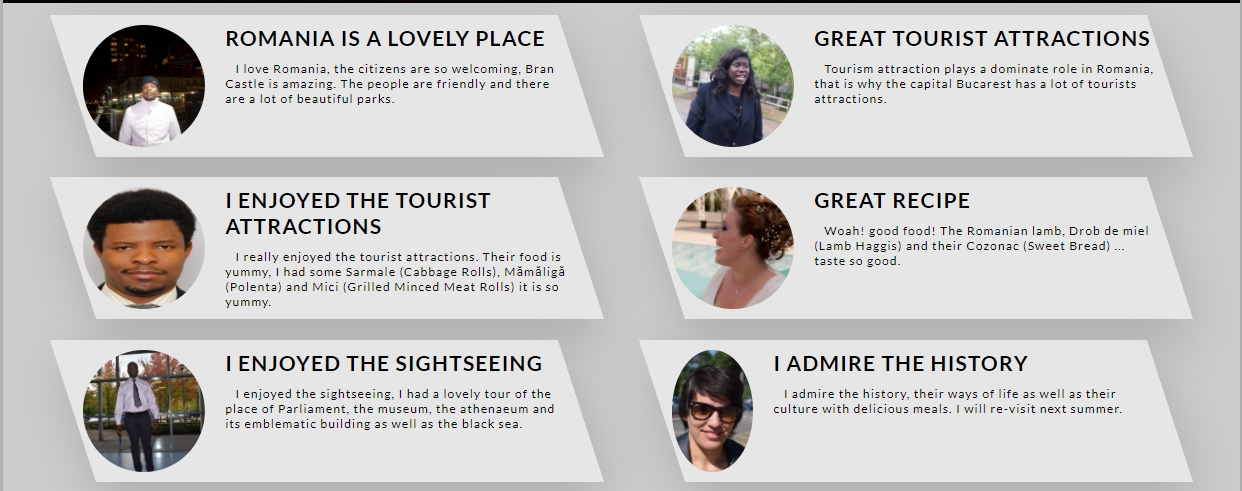 ROMANIA IS A LOVELY PLACE
I love Romania, the citizens are so welcoming, Bran
Castle is amazing. The people are friendly and there
are a lot of beautiful parks.
GREAT TOURIST ATTRACTIONS
Tourism attraction plays a dominate role in Romania,
that is why the capital Bucarest has a lot of tourists
attractions.
I ENJOYED THE TOURIST
ATTRACTIONS
I really enjoyed the tourist attractions. Their food is
yummy, I had some Sarmale (Cabbage Rolls), Mămăligă
(Polenta) and Mici (Grilled Minced Meat Rolls) it is so
yummy.
GREAT RECIPE
Woah! good food! The Romanian lamb, Drob de miel
(Lamb Haggis) and their Cozonac (Sweet Bread) ...
taste so good.
I ENJOYED THE SIGHTSEEING
I enjoyed the sightseeing, I had a lovely tour of the
place of Parliament, the museum, the athenaeum and
its emblematic building as well as the black sea.
I ADMIRE THE HISTORY
I admire the history, their ways of life as well as their
culture with delicious meals. I will re-visit next summer.